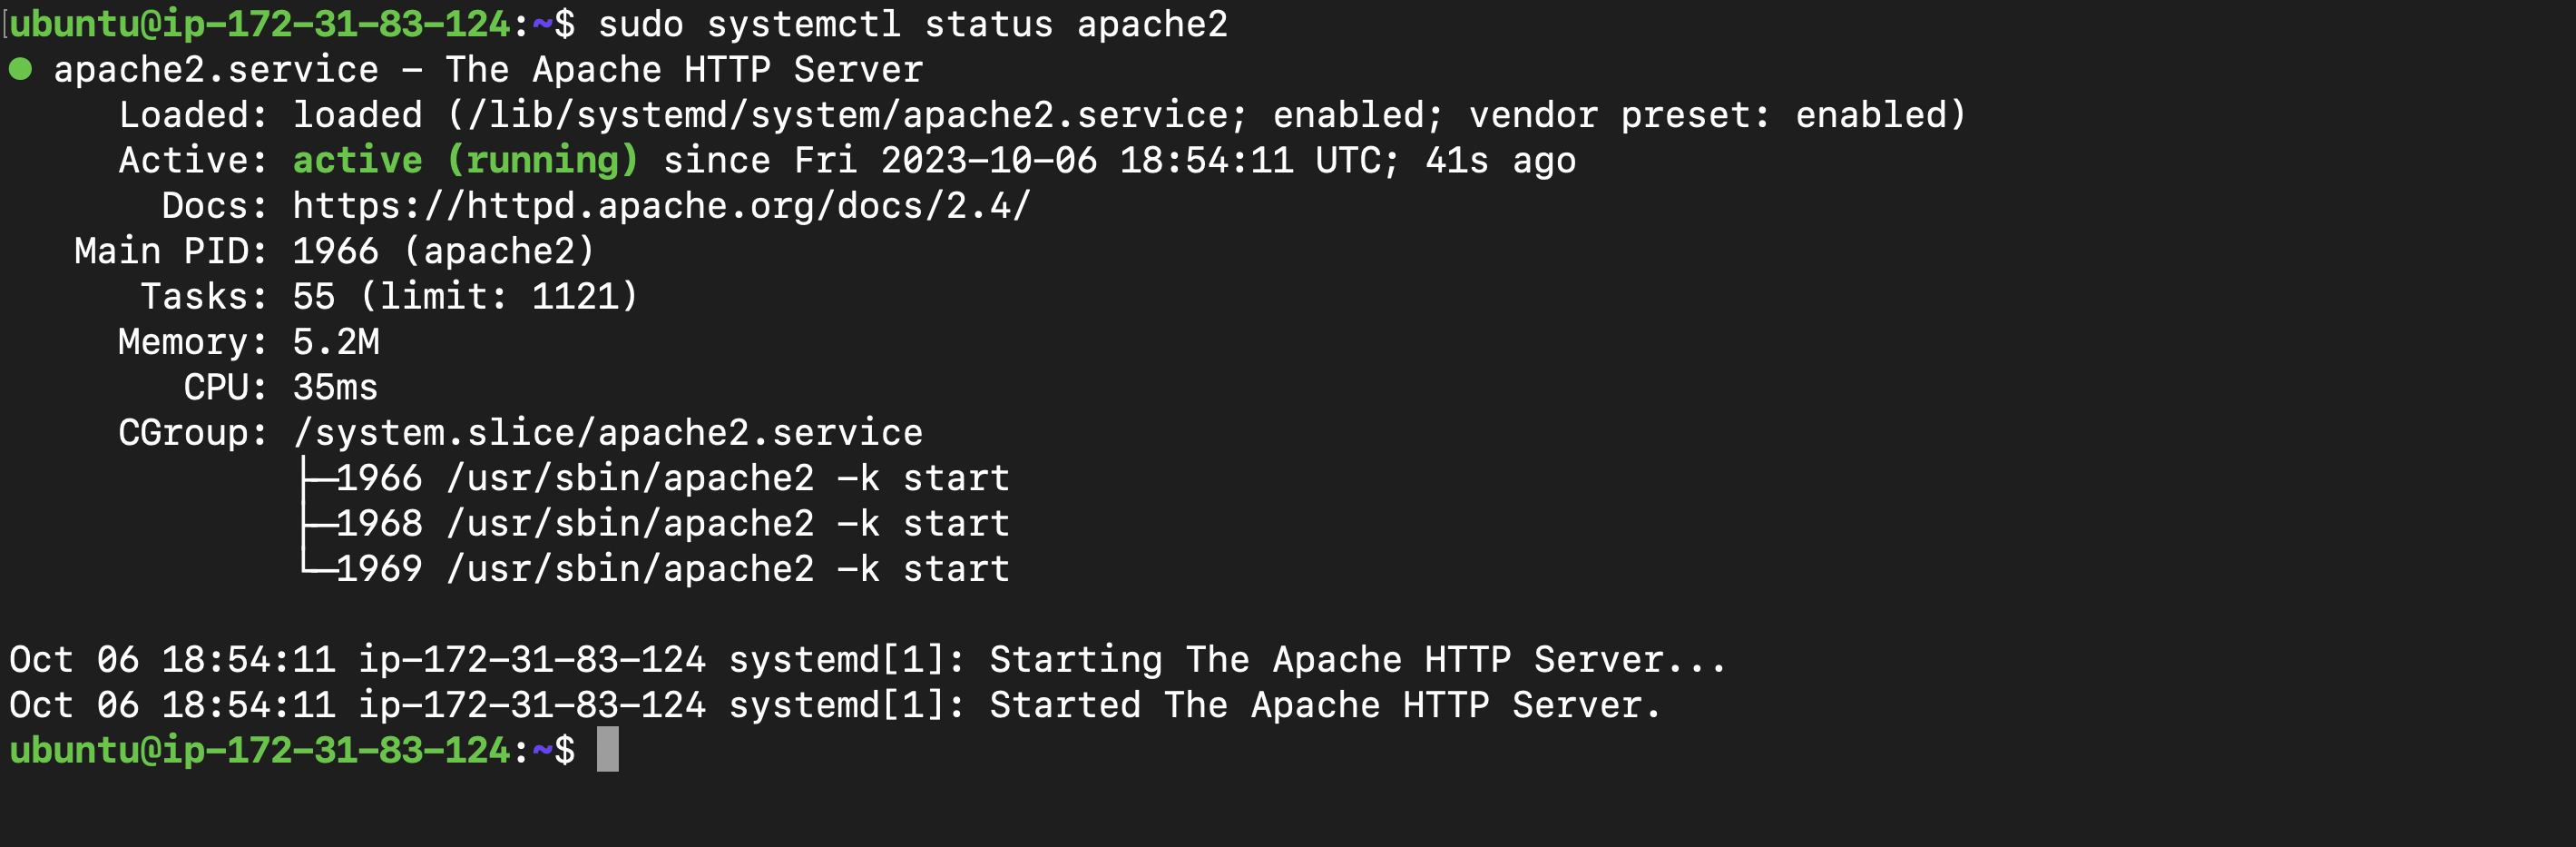 ubuntu@ip-172-31-83-124:~$ sudo systemctl status apache2
● apache2.service - The Apache HTTP Server
     Loaded: loaded (/lib/systemd/system/apache2.service; enabled; vendor preset: enabled)
     Active: active (running) since Fri 2023-10-06 18:54:11 UTC; 41s ago
       Docs: https://httpd.apache.org/docs/2.4/
   Main PID: 1966 (apache2)
      Tasks: 55 (limit: 1121)
     Memory: 5.2M
        CPU: 35ms
     CGroup: /system.slice/apache2.service
             ├─1966 /usr/sbin/apache2 -k start
             ├─1968 /usr/sbin/apache2 -k start
             └─1969 /usr/sbin/apache2 -k start

Oct 06 18:54:11 ip-172-31-83-124 systemd[1]: Starting The Apache HTTP Server...
Oct 06 18:54:11 ip-172-31-83-124 systemd[1]: Started The Apache HTTP Server.
ubuntu@ip-172-31-83-124:~$